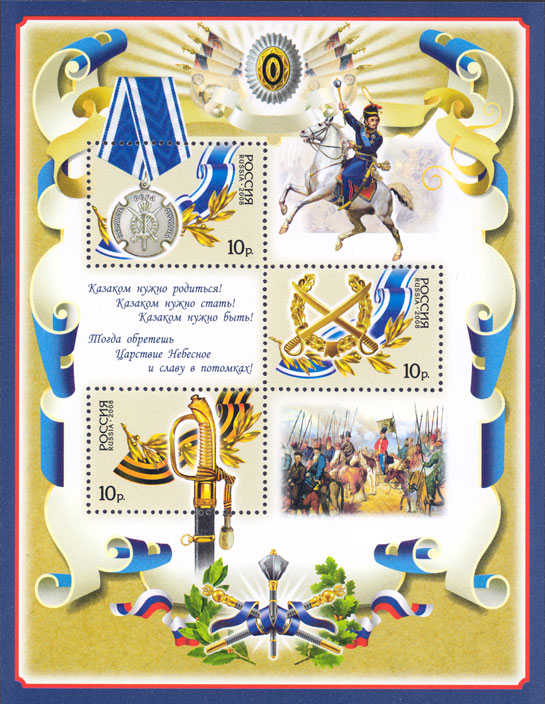 РОССИЯ
RUSSIA • 2008
10р.
Казаком нужно родиться!
Казаком нужно стать!
Казаком нужно быть!
Тогда обретешь
Царствие Небесное
и славу в потомках!
РОССИЯ
RUSSIA • 2008
10р.
РОССИЯ
RUSSIA • 2008
10р.